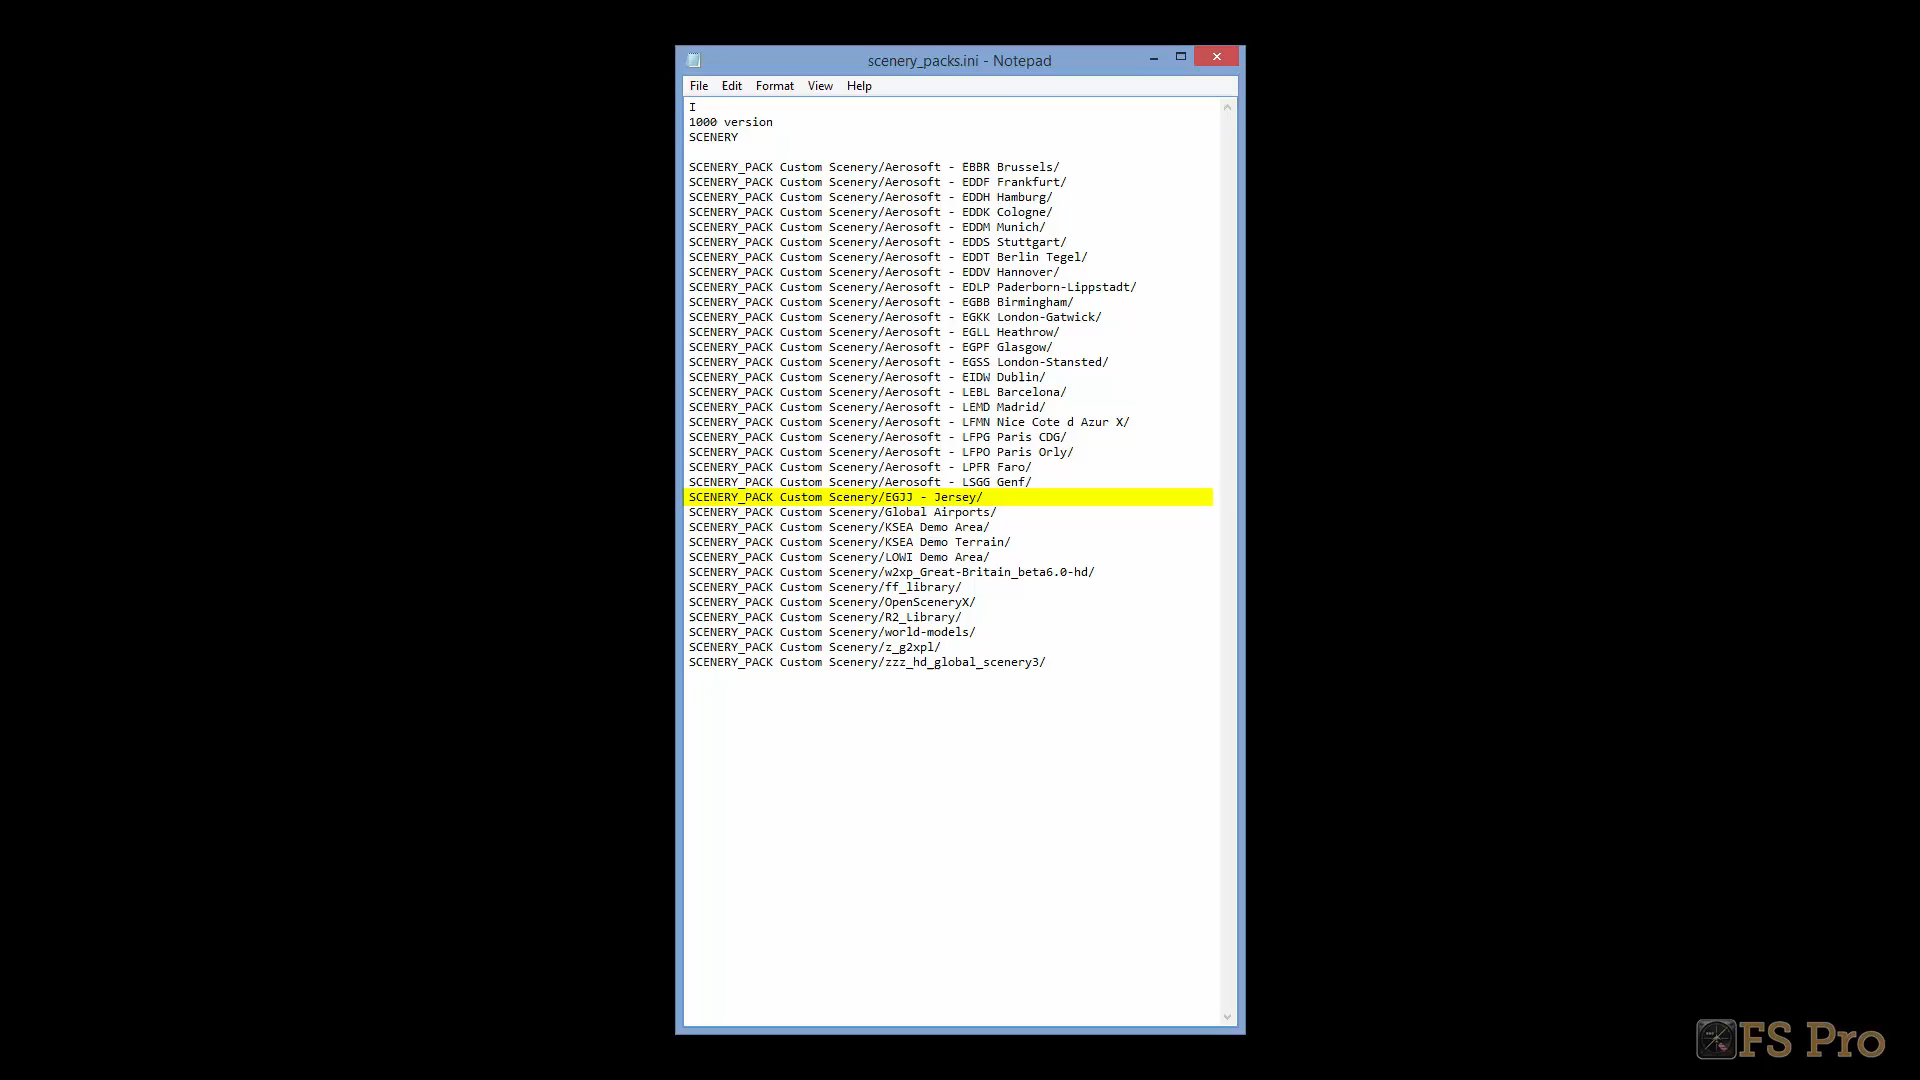 scenery_packs.ini - Notepad
File Edit Format View Help
I
1000 version
SCENERY
SCENERY_PACK Custom Scenery/Aerosoft - EBBR Brussels/
SCENERY_PACK Custom Scenery/Aerosoft - EDDF Frankfurt/
SCENERY_PACK Custom Scenery/Aerosoft - EDDH Hamburg/
SCENERY_PACK Custom Scenery/Aerosoft - EDDK Cologne/
SCENERY_PACK Custom Scenery/Aerosoft - EDDM Munich/
SCENERY_PACK Custom Scenery/Aerosoft - EDDS Stuttgart/
SCENERY_PACK Custom Scenery/Aerosoft - EDDT Berlin Tegel/
SCENERY_PACK Custom Scenery/Aerosoft - EDDV Hannover/
SCENERY_PACK Custom Scenery/Aerosoft - EDLP Paderborn-Lippstadt/
SCENERY_PACK Custom Scenery/Aerosoft - EGBB Birmingham/
SCENERY_PACK Custom Scenery/Aerosoft - EGKK London-Gatwick/
SCENERY_PACK Custom Scenery/Aerosoft - EGLL Heathrow/
SCENERY_PACK Custom Scenery/Aerosoft - EGPF Glasgow/
SCENERY_PACK Custom Scenery/Aerosoft - EGSS London-Stansted/
SCENERY_PACK Custom Scenery/Aerosoft - EIDW Dublin/
SCENERY_PACK Custom Scenery/Aerosoft - LEBL Barcelona/
SCENERY_PACK Custom Scenery/Aerosoft - LEMD Madrid/
SCENERY_PACK Custom Scenery/Aerosoft - LFMN Nice Cote d Azur X/
SCENERY_PACK Custom Scenery/Aerosoft - LFPG Paris CDG/
SCENERY_PACK Custom Scenery/Aerosoft - LFPO Paris Orly/
SCENERY_PACK Custom Scenery/Aerosoft - LPFR Faro/
SCENERY_PACK Custom Scenery/Aerosoft - LSGG Genf/
SCENERY_PACK Custom Scenery/EGJJ - Jersey/
SCENERY_PACK Custom Scenery/Global Airports/
SCENERY_PACK Custom Scenery/KSEA Demo Area/
SCENERY_PACK Custom Scenery/KSEA Demo Terrain/
SCENERY_PACK Custom Scenery/LOWI Demo Area/
SCENERY_PACK Custom Scenery/w2xp_Great-Britain_beta6.0-hd/
SCENERY_PACK Custom Scenery/ff_library/
SCENERY_PACK Custom Scenery/OpenSceneryX/
SCENERY_PACK Custom Scenery/R2_Library/
SCENERY_PACK Custom Scenery/world-models/
SCENERY_PACK Custom Scenery/z_g2xpl/
SCENERY_PACK Custom Scenery/zzz_hd_global_scenery3/
FS Pro